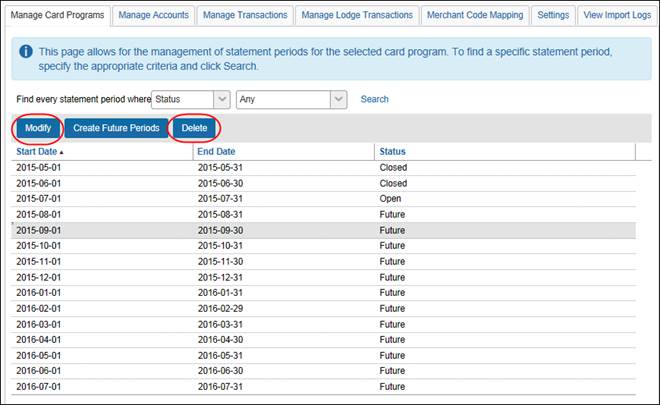 Manage Card Programs Manage Accounts Manage Transactions Manage Lodge Transactions Merchant Code Mapping Settings View Import Logs
This page allows for the management of statement periods for the selected card program. To find a specific statement period,
specify the appropriate criteria and click Search.
Find every statement period where Status Any Search
Modify Create Future Periods Delete
Start Date End Date Status
2015-05-01 2015-05-31 Closed
2015-06-01 2015-06-30 Closed
2015-07-01 2015-07-31 Open
2015-08-01 2015-08-31 Future
2015-09-01 2015-09-30 Future
2015-10-01 2015-10-31 Future
2015-11-01 2015-11-30 Future
2015-12-01 2015-12-31 Future
2016-01-01 2016-01-31 Future
2016-02-01 2016-02-29 Future
2016-03-01 2016-03-31 Future
2016-04-01 2016-04-30 Future
2016-05-01 2016-05-31 Future
2016-06-01 2016-06-30 Future
2016-07-01 2016-07-31 Future